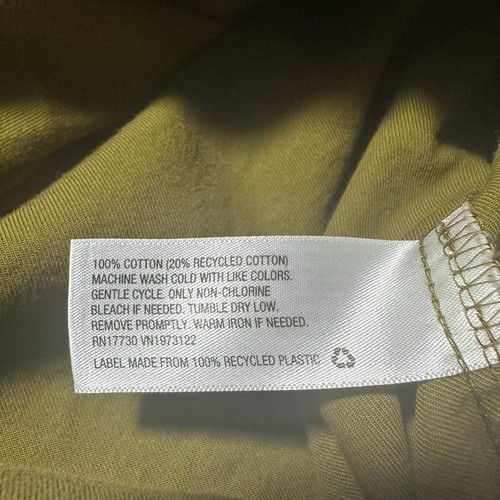 100% COTTON (20% RECYCLED COTTON)
MACHINE WASH COLD WITH LIKE COLORS.
GENTLE CYCLE. ONLY NON-CHLORINE
BLEACH IF NEEDED. TUMBLE DRY LOW.
REMOVE PROMPTLY. WARM IRON IF NEEDED.
RN17730 VN1973122
LABEL MADE FROM 100% RECYCLED PLASTIC